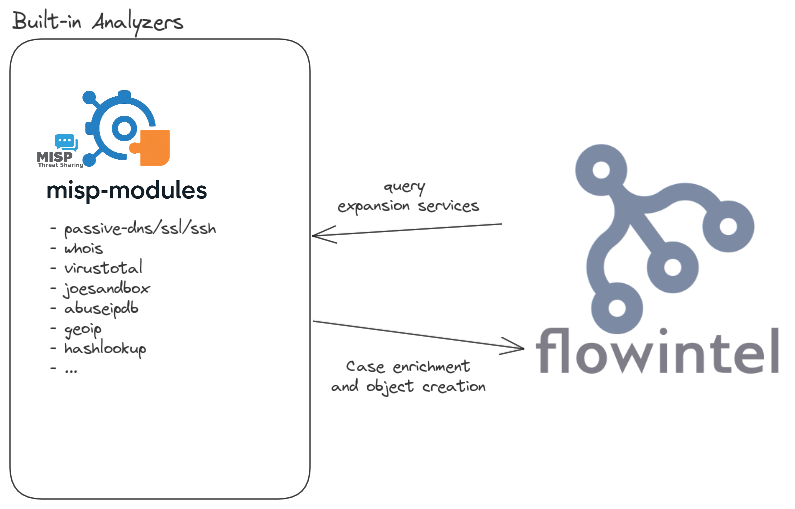 Built-in Analyzers
MISP
Threat Sharing
misp-modules
- passive-dns/ssl/ssh
- whois
- virustotal
- joesandbox
- abuseipdb
- geoip
- hashlookup
- ...
query
expansion services
Case enrichment
and object creation
flowintel